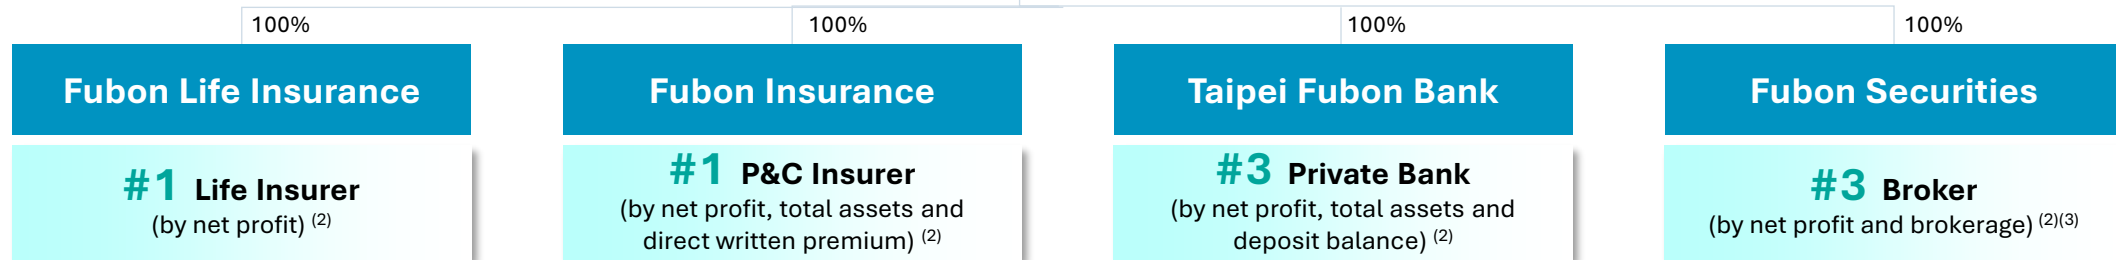 100%
100%
100%
100%
Fubon Life Insurance
Fubon Insurance
Taipei Fubon Bank
Fubon Securities
#1 Life Insurer
(by net profit) (2)
#1 P&C Insurer
(by net profit, total assets and
direct written premium) (2)
#3 Private Bank
(by net profit, total assets and
deposit balance) (2)
#3 Broker
(by net profit and brokerage) (2)(3)